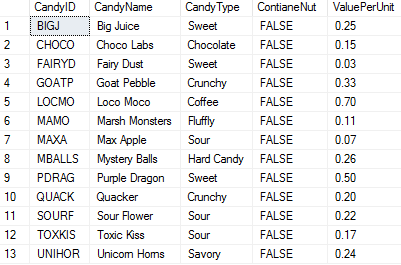 CandyID CandyName CandyType ContianeNut ValuePerUnit
1 BIGJ Big Juice Sweet FALSE 0.25
2 CHOCO Choco Labs Chocolate FALSE 0.15
3 FAIRYD Fairy Dust Sweet FALSE 0.03
4 GOATP Goat Pebble Crunchy FALSE 0.33
5 LOCMO Loco Moco Coffee FALSE 0.70
6 MAMO Marsh Monsters Fluffly FALSE 0.11
7 MAXA Max Apple Sour FALSE 0.07
8 MBALLS Mystery Balls Hard Candy FALSE 0.26
9 PDRAG Purple Dragon Sweet FALSE 0.50
10 QUACK Quacker Crunchy FALSE 0.20
11 SOURF Sour Flower Sour FALSE 0.22
12 TOXKIS Toxic Kiss Sour FALSE 0.17
13 UNIHOR Unicorn Horns Savory FALSE 0.24